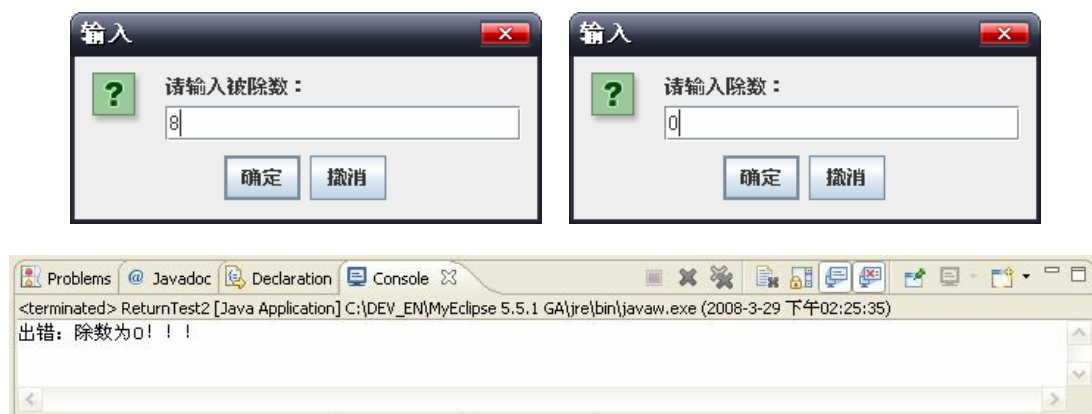 输入
请输入被除数：
8
确定 撤消
输入
请输入除数：
0
确定 撤消
Problems @ Javadoc Declaration Console
<terminated> ReturnTest2 [Java Application] C:\DEV_EN\MyEclipse 5.5.1 GA\jre\bin\javaw.exe (2008-3-29 下午02:25:35)
出错：除数为0！！！